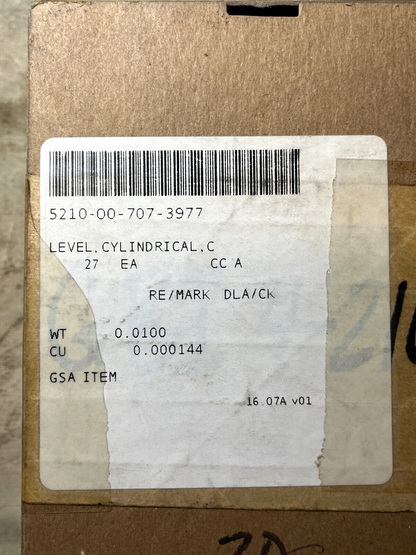 5210-00-707-3977
LEVEL,CYLINDRICAL,C
27 EA CC A
RE/MARK DLA/CK
WT 0.0100
CU 0.000144
GSA ITEM
16.07A v01